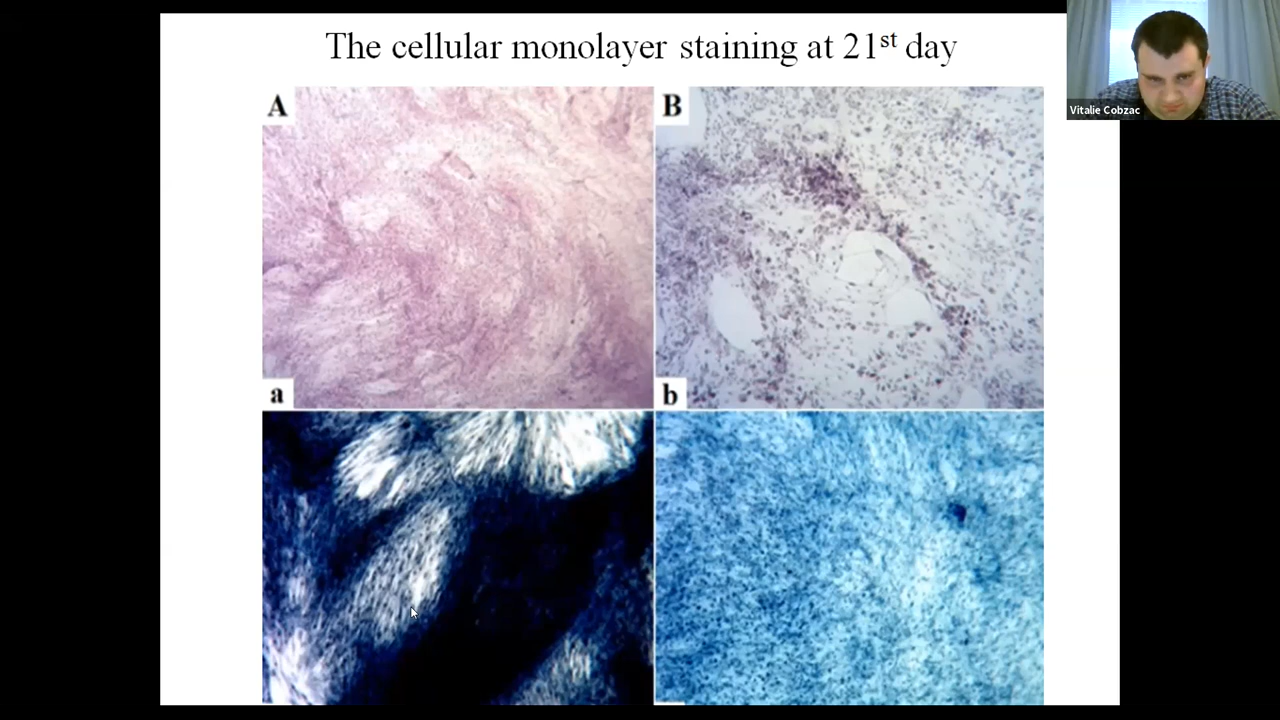 The cellular monolayer staining at 21st day
Vitalie Cobzac
A
B
a
b